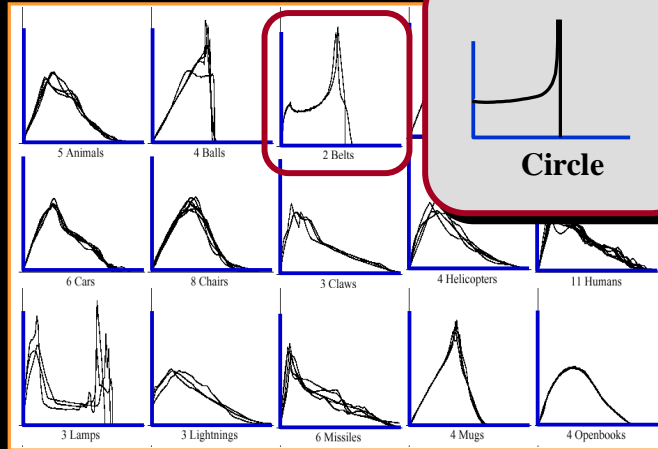 5 Animals
4 Balls
2 Belts
Circle
6 Cars
8 Chairs
3 Claws
4 Helicopters
11 Humans
3 Lamps
3 Lightnings
6 Missiles
4 Mugs
4 Openbooks